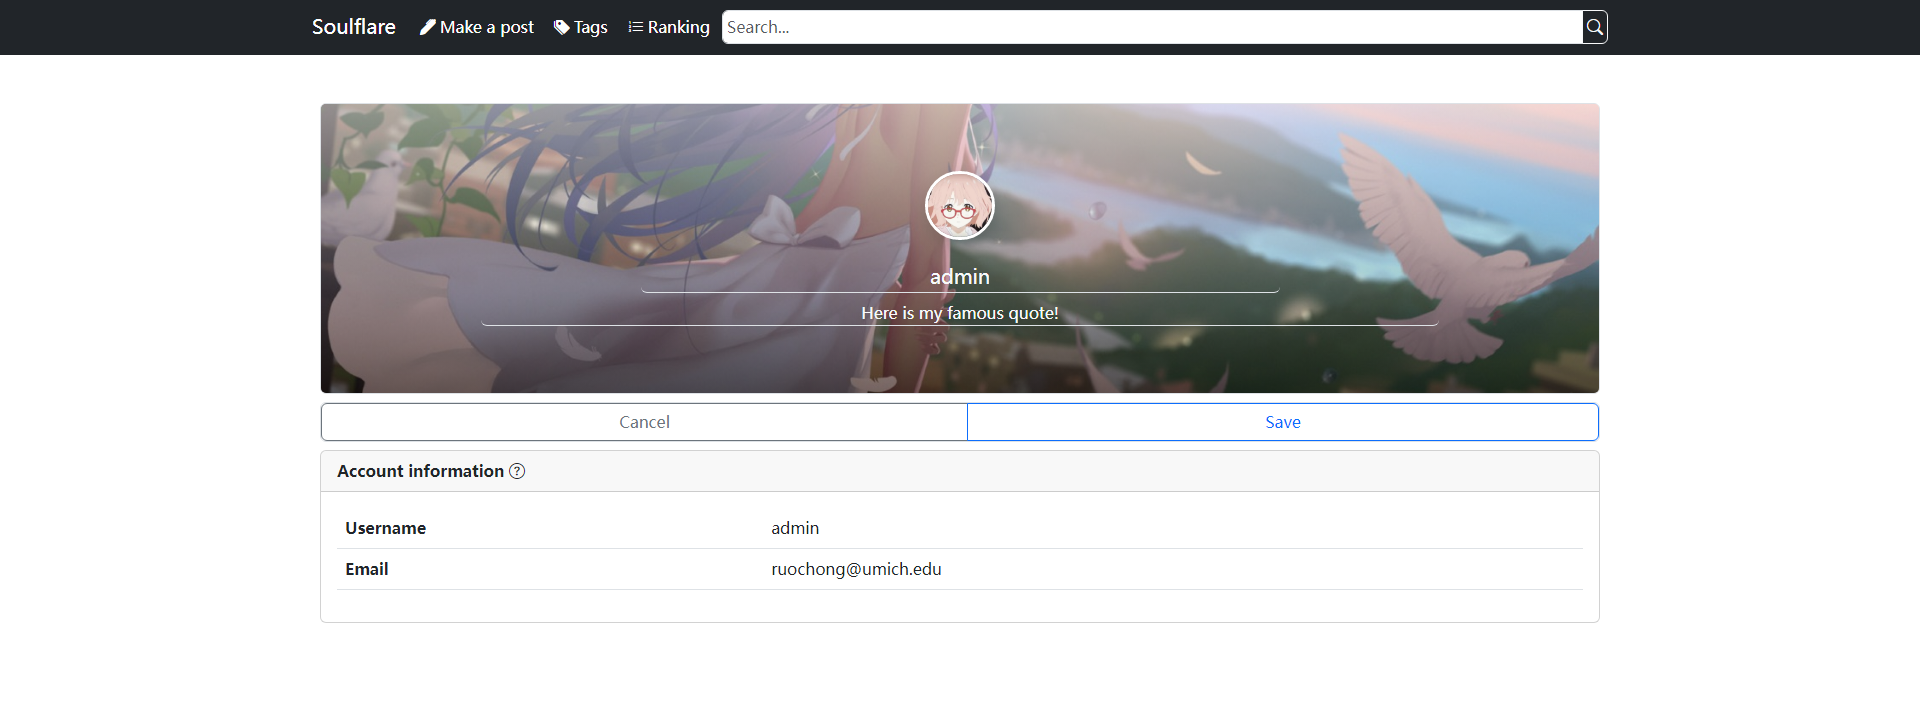 Soulflare Make a post Tags Ranking Search...
admin
Here is my famous quote!
Cancel Save
Account information ?
Username admin
Email ruochong@umich.edu